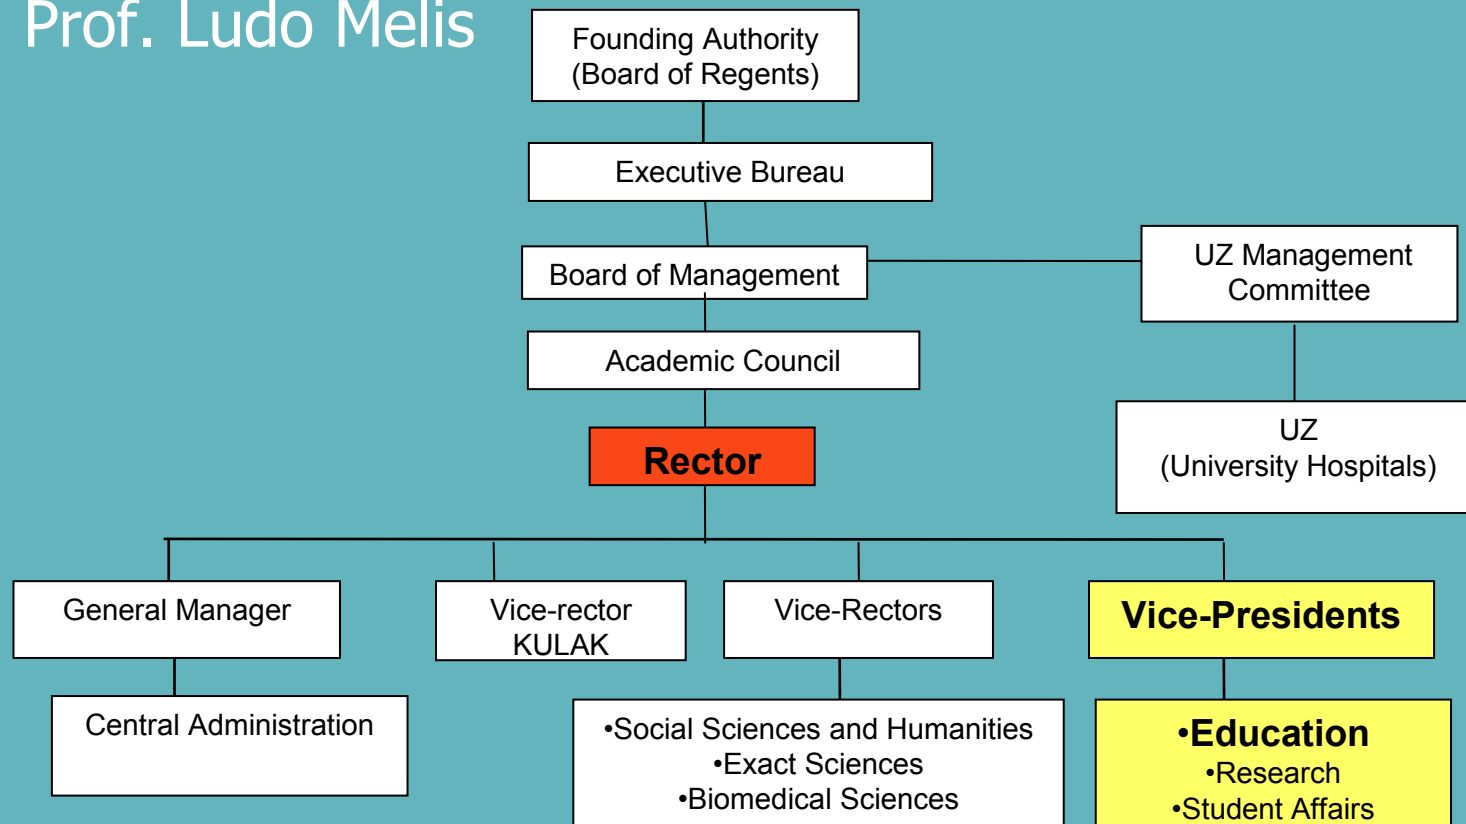 Prof. Ludo Melis
Founding Authority
(Board of Regents)
Executive Bureau
Board of Management
UZ Management
Committee
Academic Council
UZ
(University Hospitals)
Rector
General Manager
Vice-rector
KULAK
Vice-Rectors
Vice-Presidents
Central Administration
•Social Sciences and Humanities
•Exact Sciences
•Biomedical Sciences
•Education
•Research
•Student Affairs